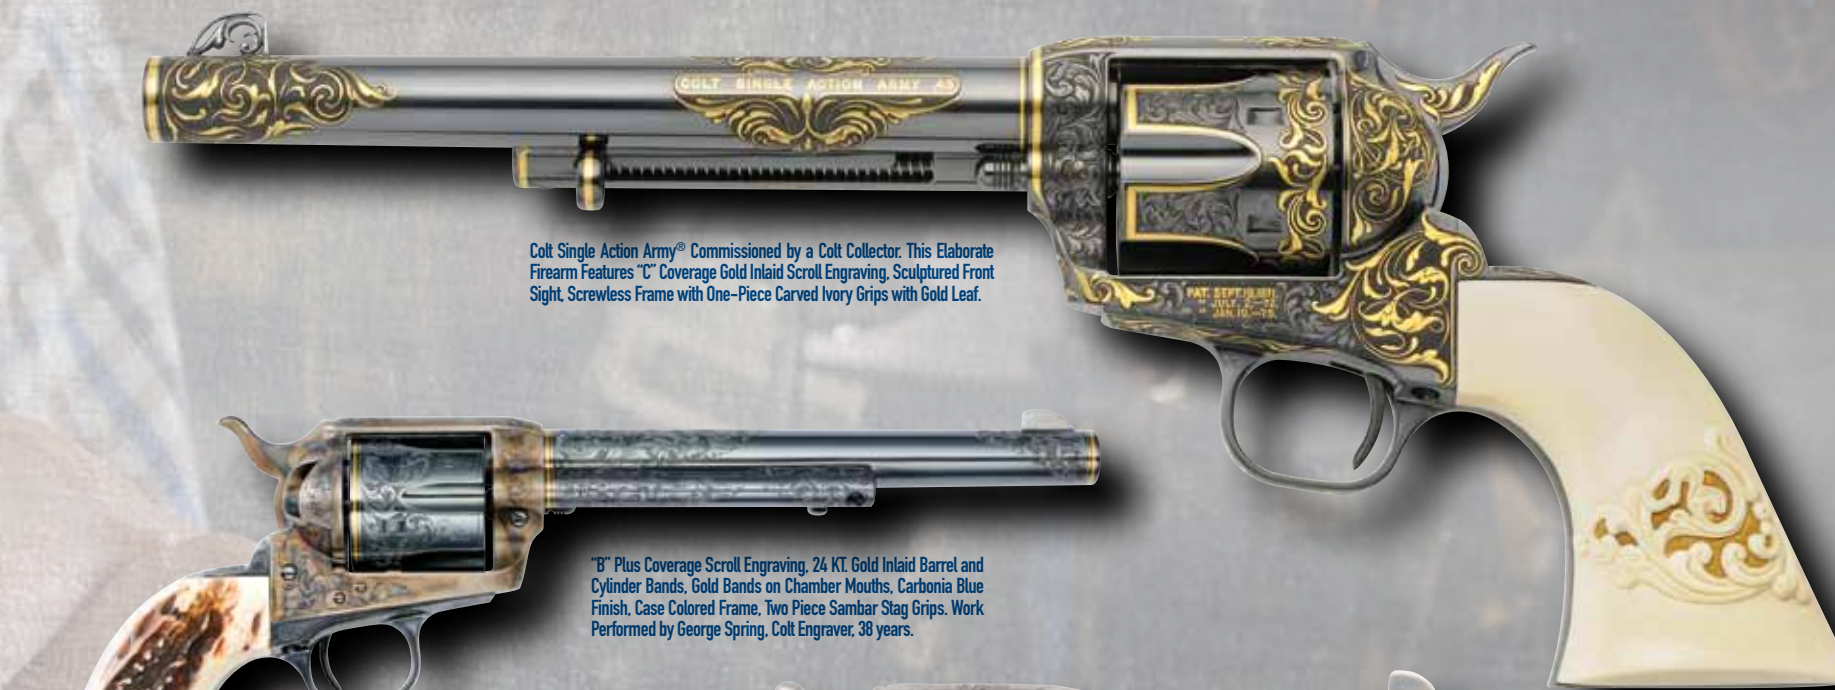 COLT SINGLE ACTION ARMY .45
Colt Single Action Army® Commissioned by a Colt Collector. This Elaborate
Firearm Features “C” Coverage Gold Inlaid Scroll Engraving, Sculptured Front
Sight, Screwless Frame with One-Piece Carved Ivory Grips with Gold Leaf.
PAT. SEPT. 19. 1871.
" JULY. 2.–72.
" JAN. 19.–75.
“B” Plus Coverage Scroll Engraving, 24 KT. Gold Inlaid Barrel and
Cylinder Bands, Gold Bands on Chamber Mouths, Carbonia Blue
Finish, Case Colored Frame, Two Piece Sambar Stag Grips. Work
Performed by George Spring, Colt Engraver, 38 years.